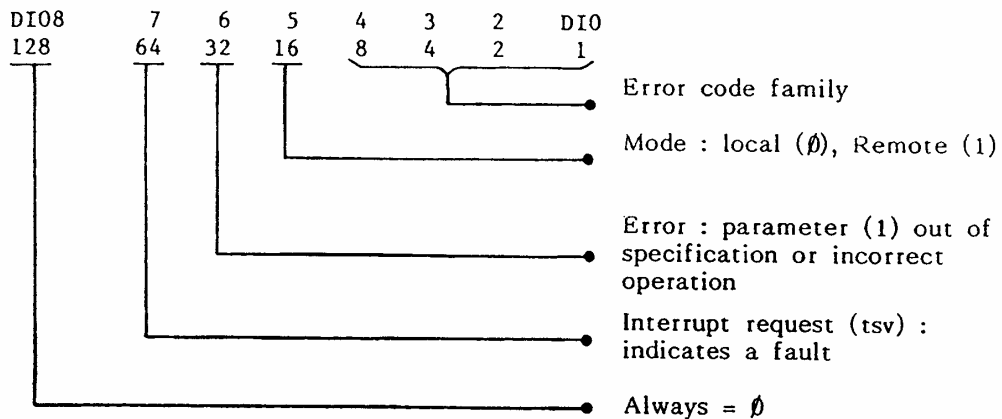 DIO8 7 6 5 4 3 2 DIO
128 64 32 16 8 4 2 1
Error code family
Mode : local (Ø), Remote (1)
Error : parameter (1) out of
specification or incorrect
operation
Interrupt request (tsv) :
indicates a fault
Always = Ø